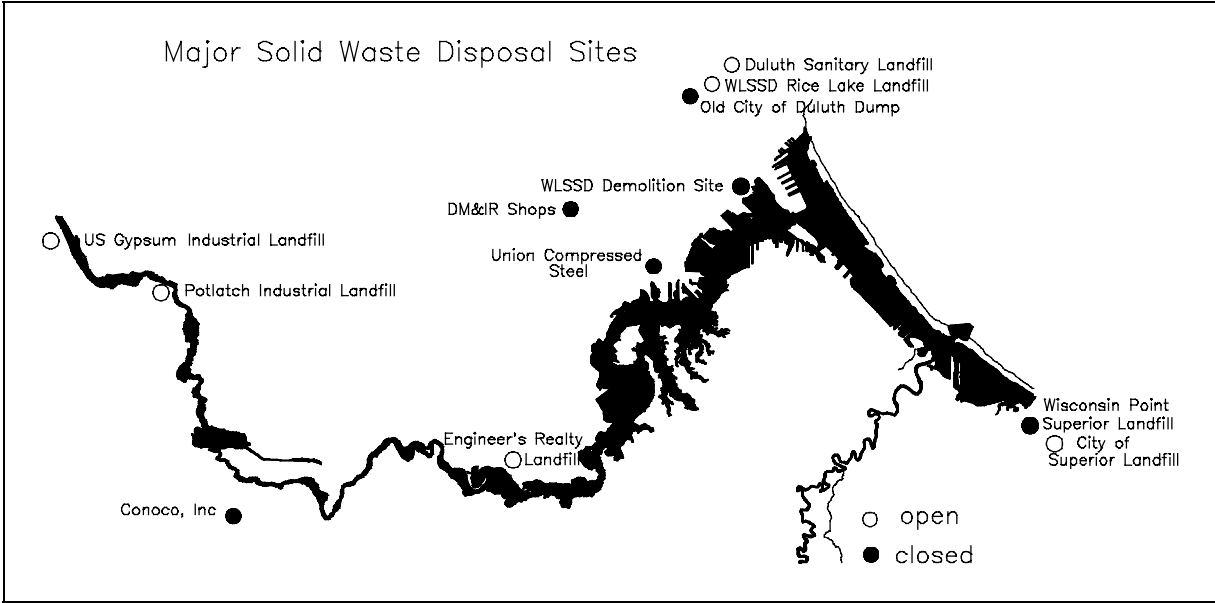 Major Solid Waste Disposal Sites
Duluth Sanitary Landfill
WLSSD Rice Lake Landfill
Old City of Duluth Dump
WLSSD Demolition Site
DM&IR Shops
US Gypsum Industrial Landfill
Union Compressed
Steel
Potlatch Industrial Landfill
Wisconsin Point
Superior Landfill
City of
Superior Landfill
Engineer's Realty
Landfill
Conoco, Inc
open
closed